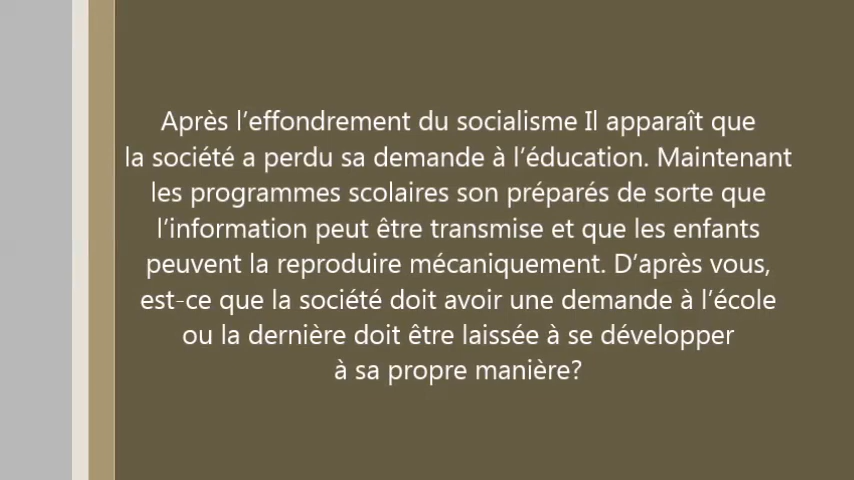 Après l’effondrement du socialisme Il apparaît que
la société a perdu sa demande à l’éducation. Maintenant
les programmes scolaires son préparés de sorte que
l’information peut être transmise et que les enfants
peuvent la reproduire mécaniquement. D’après vous,
est-ce que la société doit avoir une demande à l’école
ou la dernière doit être laissée à se développer
à sa propre manière?